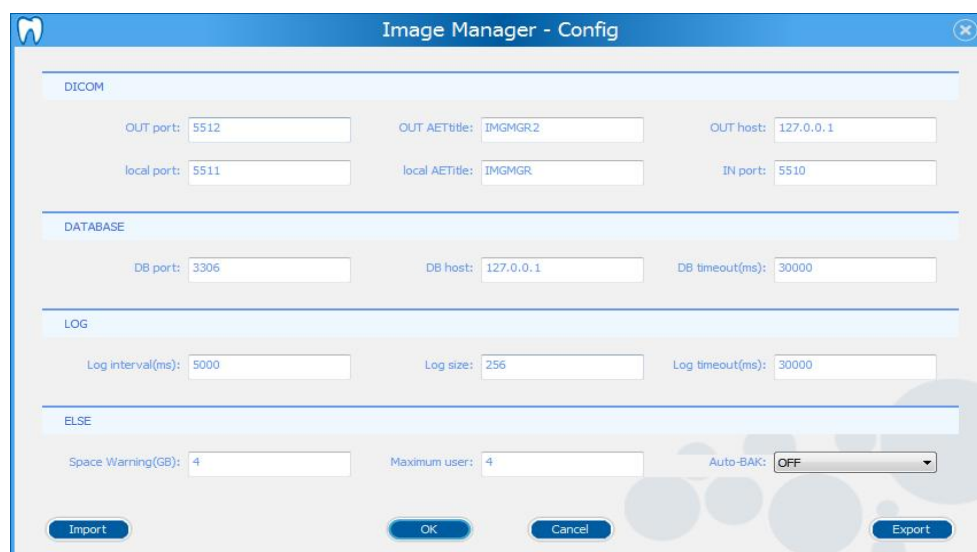 Image Manager - Config
DICOM
OUT port: 5512 OUT AETtitle: IMGMGR2 OUT host: 127.0.0.1
local port: 5511 local AETitle: IMGMGR IN port: 5510
DATABASE
DB port: 3306 DB host: 127.0.0.1 DB timeout(ms): 30000
LOG
Log interval(ms): 5000 Log size: 256 Log timeout(ms): 30000
ELSE
Space Warning(GB): 4 Maximum user: 4 Auto-BAK: OFF
Import OK Cancel Export